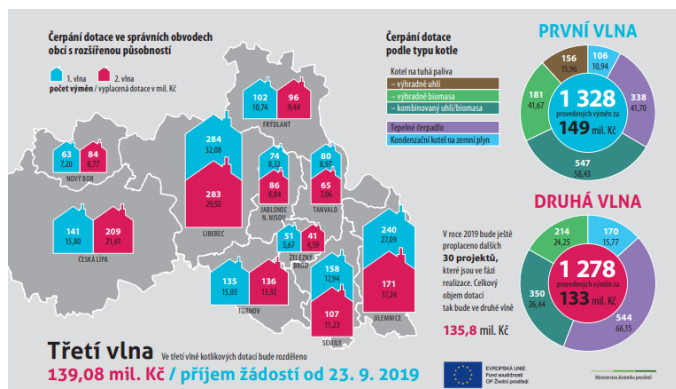 Čerpání dotace ve správních obvodech
obcí s rozšířenou působností
1. vlna
2. vlna
počet výměn / vyplacená dotace v mil. Kč
102
10,74
96
9,44
FRÝDLANT
63
7,20
84
8,77
NOVÝ BOR
284
32,08
283
29,92
LIBEREC
74
8,32
86
8,84
JABLONEC
N. NISOU
80
8,97
65
7,06
TANVALD
141
15,80
209
21,61
ČESKÁ LÍPA
51
5,67
41
4,59
ŽELEZNÝ
BROD
240
27,09
171
17,24
JILEMNICE
135
15,03
136
13,92
TURNOV
158
17,94
107
11,23
SEMILY
Čerpání dotace
podle typu kotle
Kotel na tuhá paliva
– výhradně uhlí
– výhradně biomasa
– kombinovaný uhlí/biomasa
Tepelné čerpadlo
Kondenzační kotel na zemní plyn
PRVNÍ VLNA
156
15,96
106
10,94
181
41,67
338
41,70
547
58,43
1 328
provedených výměn za
149 mil. Kč
DRUHÁ VLNA
214
24,25
170
15,77
350
26,44
544
66,15
1 278
provedených výměn za
133 mil. Kč
V roce 2019 bude ještě
proplaceno dalších
30 projektů,
které jsou ve fázi
realizace. Celkový
objem dotací
tak bude ve druhé vlně
135,8 mil. Kč
Třetí vlna Ve třetí vlně kotlíkových dotací bude rozděleno
139,08 mil. Kč / příjem žádostí od 23. 9. 2019
EVROPSKÁ UNIE
Fond soudržnosti
OP Životní prostředí
Ministerstvo životního prostředí